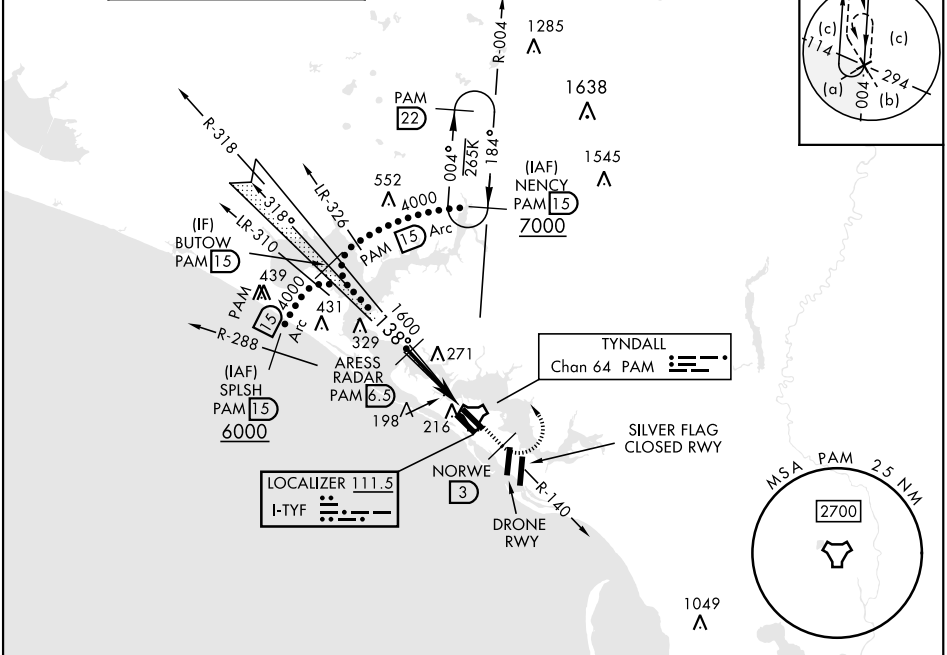 1285
R-004
(c)
(c)
114
294
(a)
(b)
004
PAM
22
1638
R-318
004°
265K
184°
1545
(IAF)
NENCY
PAM 15
7000
LR-326
552
4000
318°
LR-310
PAM 15 Arc
(IF)
BUTOW
PAM 15
439
PAM 15 Arc
4000
431
R-288
329
1600
138°
271
(IAF)
SPLSH
PAM 15
6000
ARESS
RADAR
PAM 6.5
198
216
TYNDALL
Chan 64 PAM
SILVER FLAG
CLOSED RWY
NORWE
3
LOCALIZER 111.5
I-TYF
R-140
DRONE
RWY
MSA PAM 25 NM
2700
1049